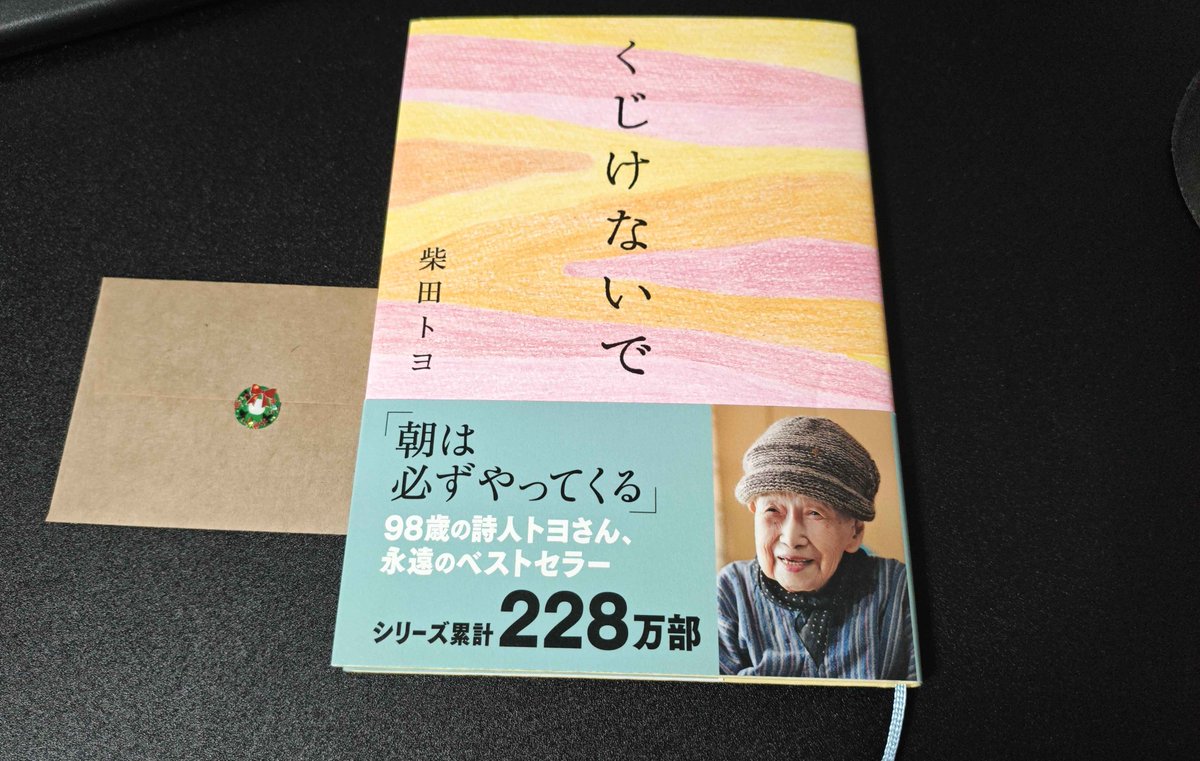 くじけないで
柴田トヨ
「朝は
必ずやってくる」
98歳の詩人トヨさん、
永遠のベストセラー
シリーズ累計228万部